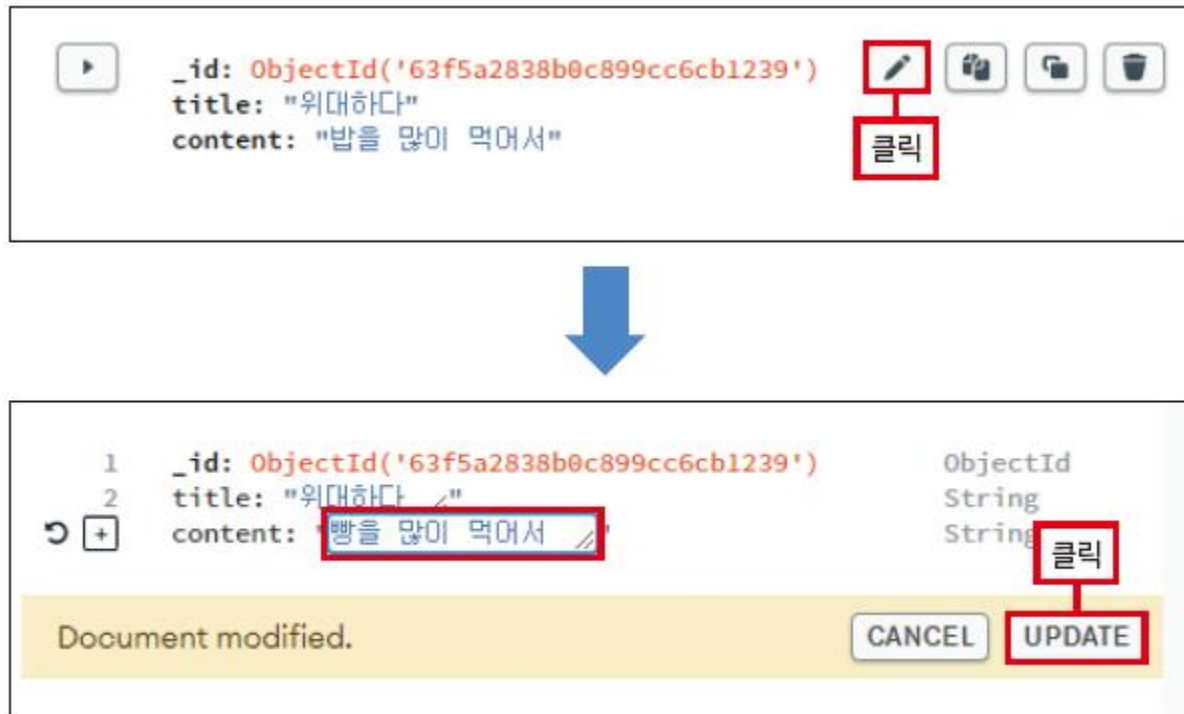 _id: ObjectId('63f5a2838b0c899cc6cb1239')
title: "위대하다"
content: "밥을 많이 먹어서"
클릭
1 _id: ObjectId('63f5a2838b0c899cc6cb1239') ObjectId
2 title: "위대하다" String
content: "빵을 많이 먹어서" String
클릭
Document modified. CANCEL UPDATE